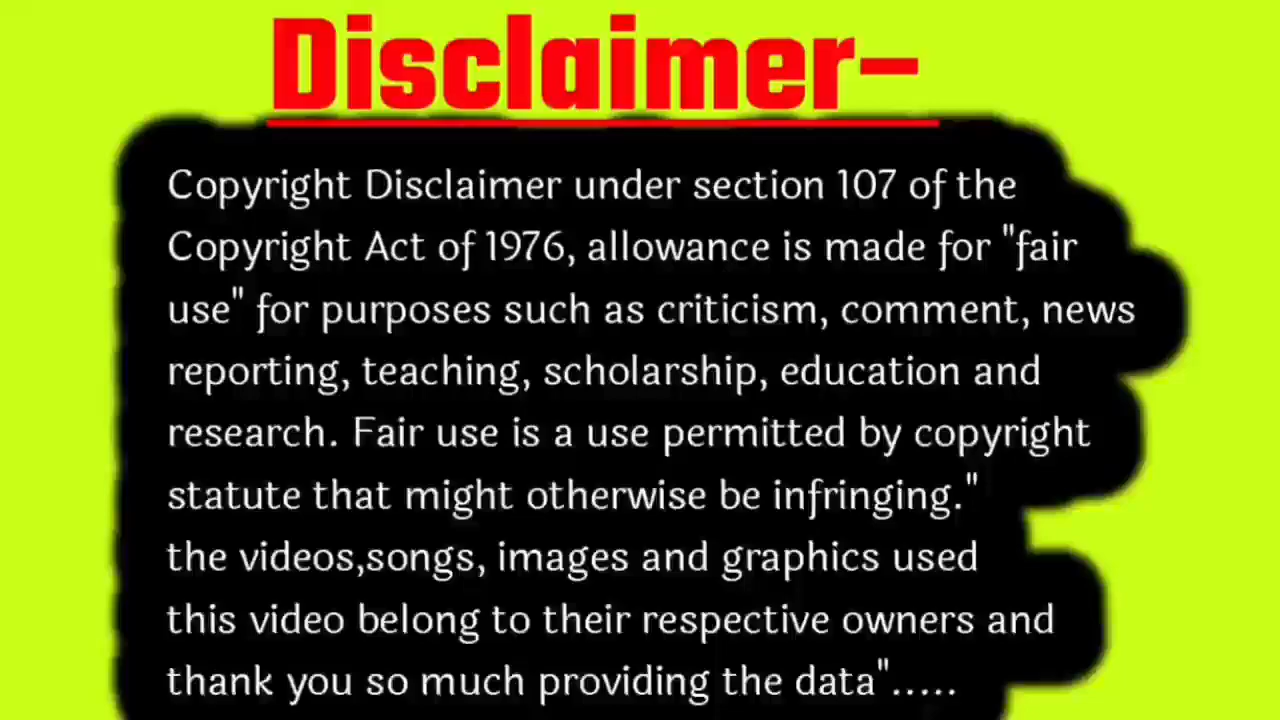 Disclaimer-
Copyright Disclaimer under section 107 of the
Copyright Act of 1976, allowance is made for "fair
use" for purposes such as criticism, comment, news
reporting, teaching, scholarship, education and
research. Fair use is a use permitted by copyright
statute that might otherwise be infringing."
the videos,songs, images and graphics used
this video belong to their respective owners and
thank you so much providing the data".....